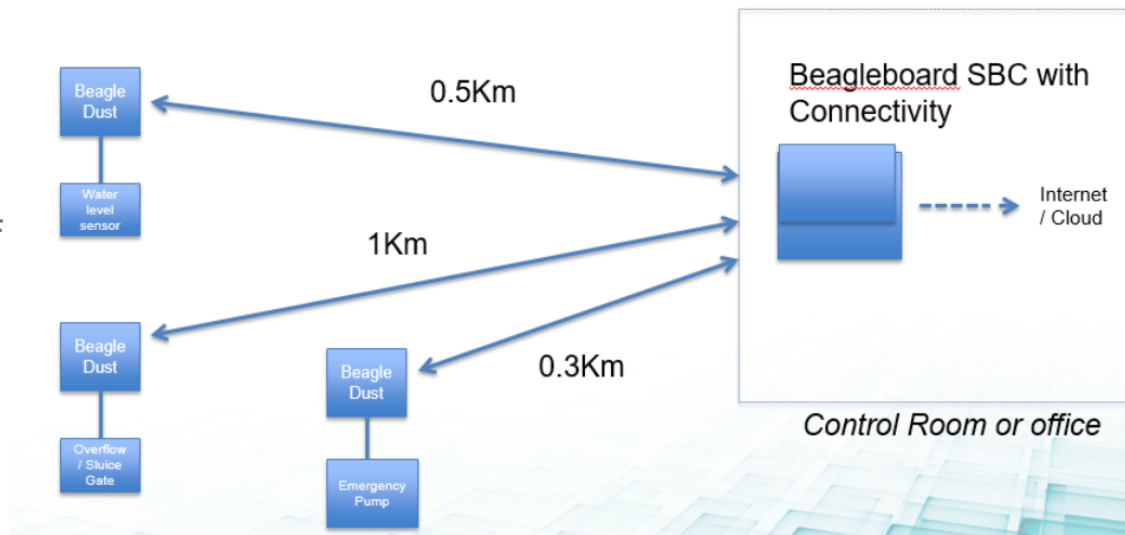 Beagle
Dust
Water
level
sensor
0.5Km
Beagleboard SBC with
Connectivity
Internet
/ Cloud
1Km
Beagle
Dust
Overflow
/ Sluice
Gate
Beagle
Dust
Emergency
Pump
0.3Km
Control Room or office